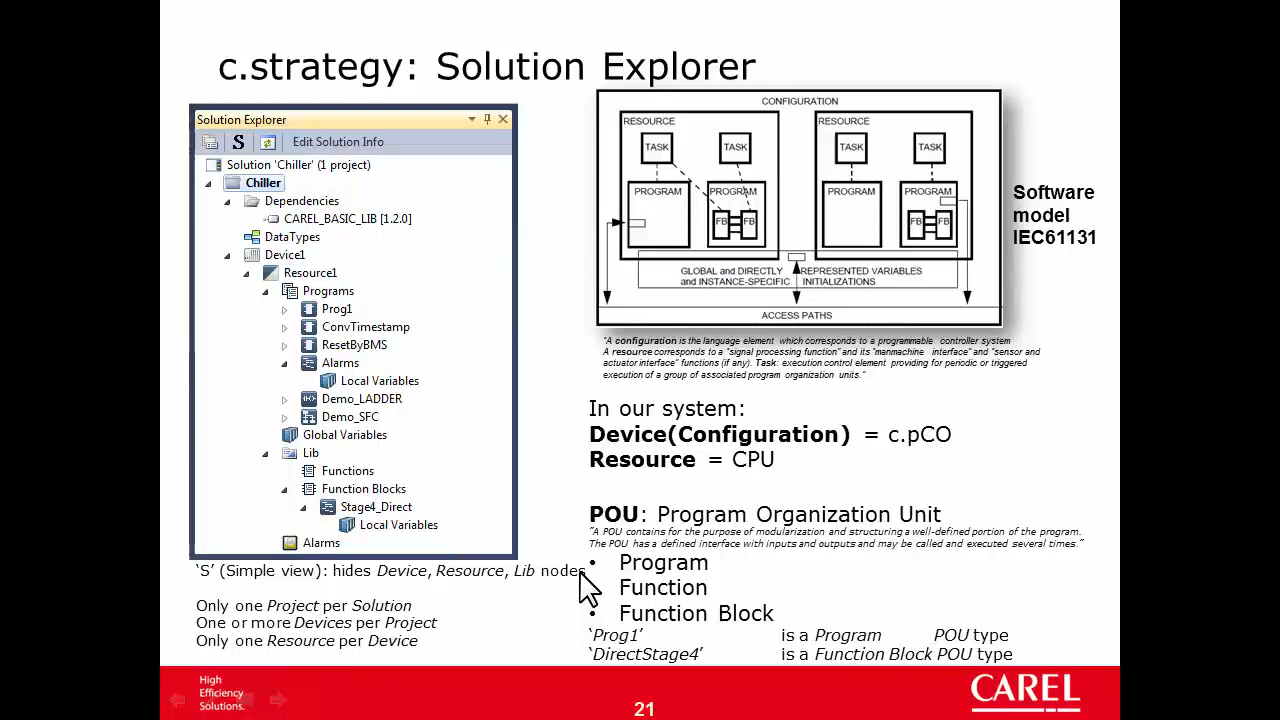 c.strategy: Solution Explorer
Solution Explorer
S Edit Solution Info
Solution 'Chiller' (1 project)
Chiller
Dependencies
CAREL_BASIC_LIB [1.2.0]
DataTypes
Device1
Resource1
Programs
Prog1
ConvTimestamp
ResetByBMS
Alarms
Local Variables
Demo_LADDER
Demo_SFC
Global Variables
Lib
Functions
Function Blocks
Stage4_Direct
Local Variables
Alarms
'S' (Simple view): hides Device, Resource, Lib nodes
Only one Project per Solution
One or more Devices per Project
Only one Resource per Device
CONFIGURATION
RESOURCE RESOURCE
TASK TASK TASK TASK
PROGRAM PROGRAM PROGRAM PROGRAM
FB FB FB FB
GLOBAL and DIRECTLY REPRESENTED VARIABLES
and INSTANCE-SPECIFIC INITIALIZATIONS
ACCESS PATHS
Software
model
IEC61131
"A configuration is the language element which corresponds to a programmable controller system
A resource corresponds to a "signal processing function" and its "manmachine interface" and "sensor and
actuator interface" functions (if any). Task: execution control element providing for periodic or triggered
execution of a group of associated program organization units."
In our system:
Device(Configuration) = c.pCO
Resource = CPU
POU: Program Organization Unit
"A POU contains for the purpose of modularization and structuring a well-defined portion of the program.
The POU has a defined interface with inputs and outputs and may be called and executed several times."
• Program
Function
• Function Block
'Prog1' is a Program POU type
'DirectStage4' is a Function Block POU type
High
Efficiency
Solutions.
21
CAREL